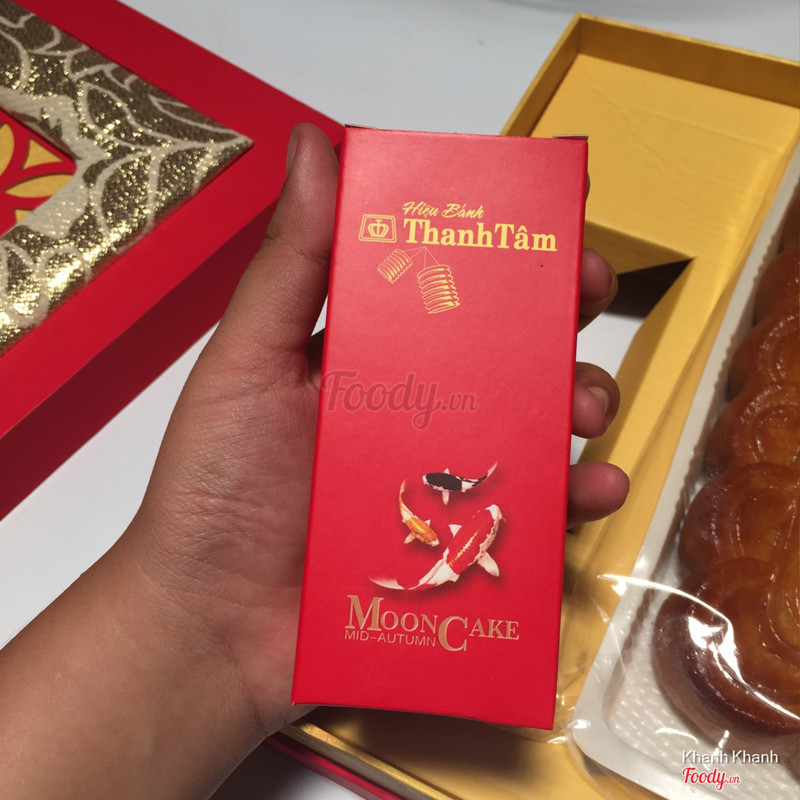 Hiệu Bánh
ThanhTâm
Foody.vn
MOON CAKE
MID-AUTUMN
Khanh Khanh
Foody.vn